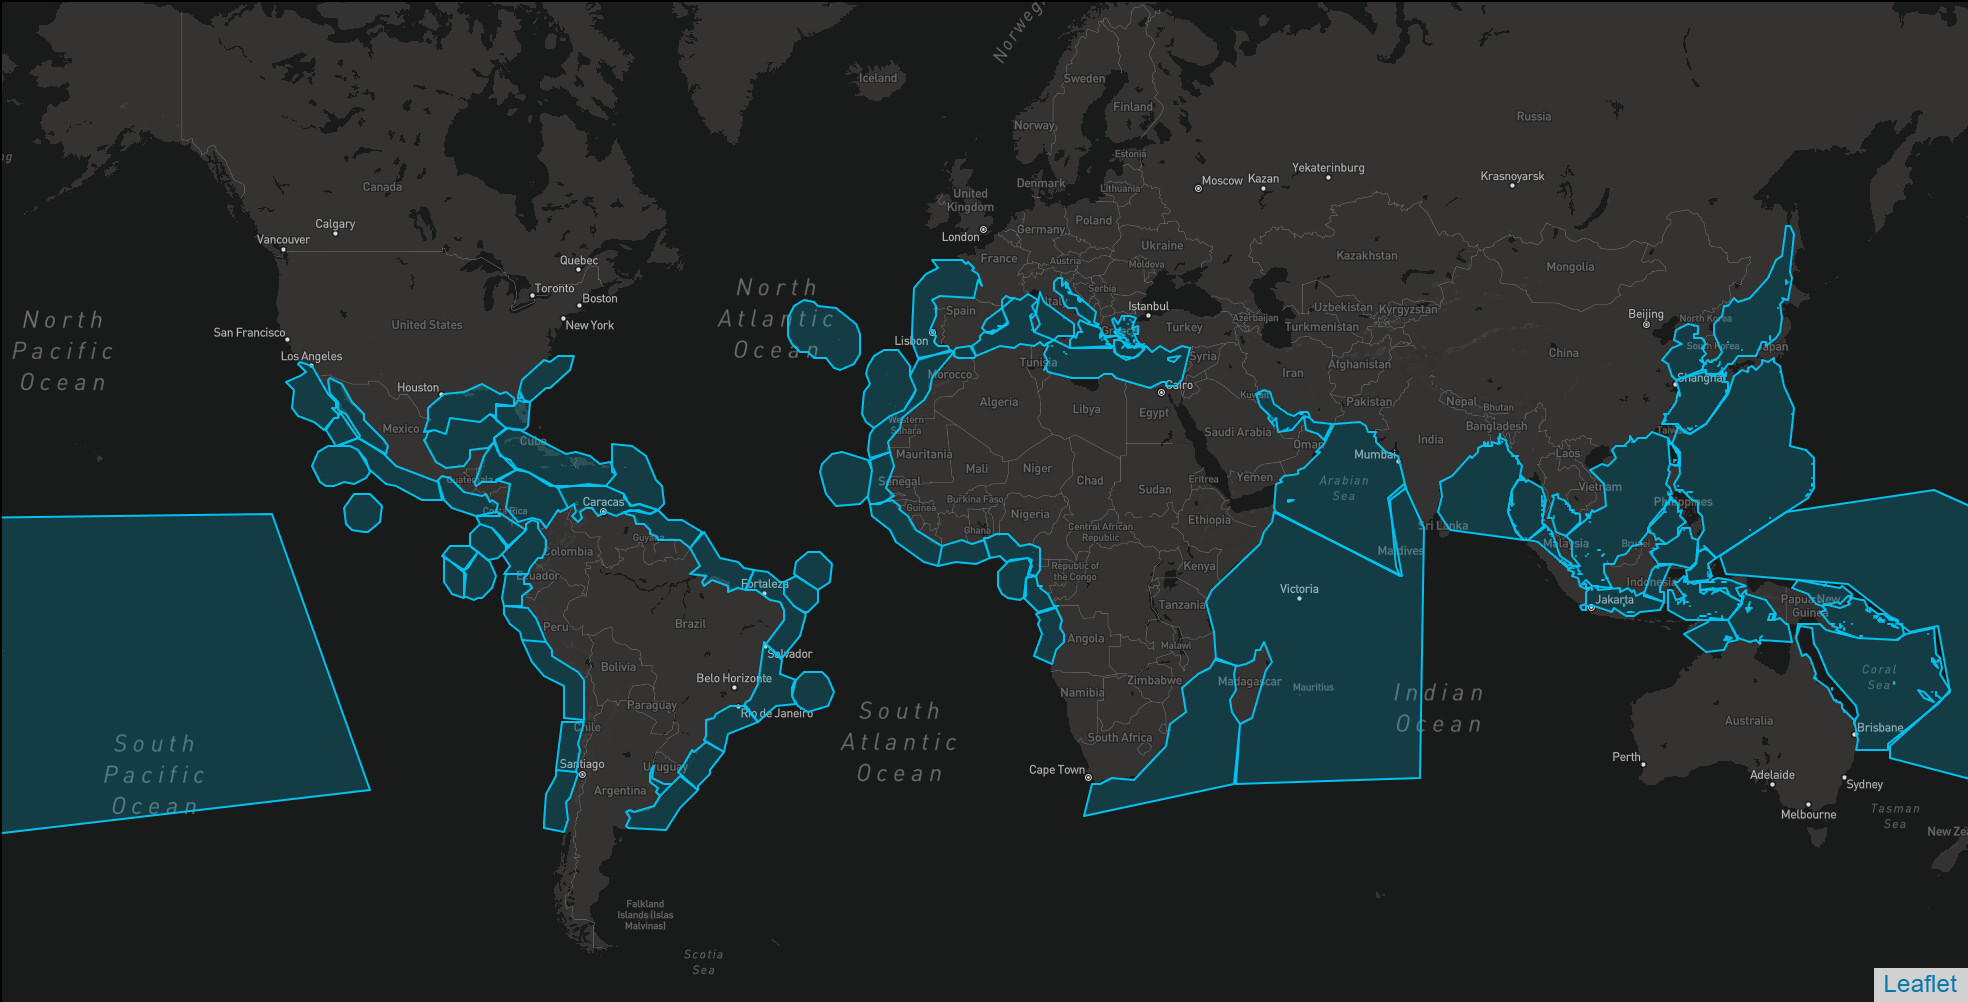 Norwegi
Iceland
Sweden
Finland
Norway
Russia
Estonia
ng
Canada
Denmark
Lithuania
Moscow
Kazan
Yekaterinburg
Krasnoyarsk
United
Kingdom
Calgary
Vancouver
London
Germany
Poland
Ukraine
Kazakhstan
Mongolia
Quebec
France
Austria
Moldova
Toronto
Boston
Serbia
North
Atlantic
Ocean
Italy
Istanbul
Uzbekistan
Kyrgyzstan
North
Pacific
Ocean
San Francisco
United States
New York
Spain
Lisbon
Greece
Turkey
Azerbaijan
Turkmenistan
Beijing
North Korea
South Korea
Japan
Los Angeles
Tunisia
Syria
Iran
Afghanistan
China
Shanghai
Houston
Morocco
Cairo
Kuwait
Pakistan
Nepal
Bhutan
Mexico
Algeria
Libya
Egypt
Western
Sahara
Saudi Arabia
Oman
India
Bangladesh
Taiwan
Cuba
Mauritania
Mali
Niger
Chad
Sudan
Eritrea
Yemen
Mumbai
Arabian
Sea
Laos
Vietnam
Philippines
Guatemala
Senegal
Burkina Faso
Costa Rica
Caracas
Guinea
Ghana
Nigeria
Central African
Republic
Ethiopia
Sri Lanka
Guyana
Colombia
Maldives
Malaysia
Brunei
Ecuador
Fortaleza
Republic of
the Congo
Kenya
Victoria
Indonesia
Jakarta
Papua New
Guinea
Peru
Brazil
Tanzania
Angola
Malawi
Salvador
Bolivia
Belo Horizonte
Zambia
Zimbabwe
Madagascar
Mauritius
Indian
Ocean
Coral
Sea
Namibia
Paraguay
Rio de Janeiro
South
Atlantic
Ocean
Chile
Australia
Brisbane
South Africa
South
Pacific
Ocean
Santiago
Uruguay
Cape Town
Perth
Adelaide
Sydney
Argentina
Melbourne
Tasman
Sea
New Zea
Falkland
Islands (Islas
Malvinas)
Scotia
Sea
Leaflet